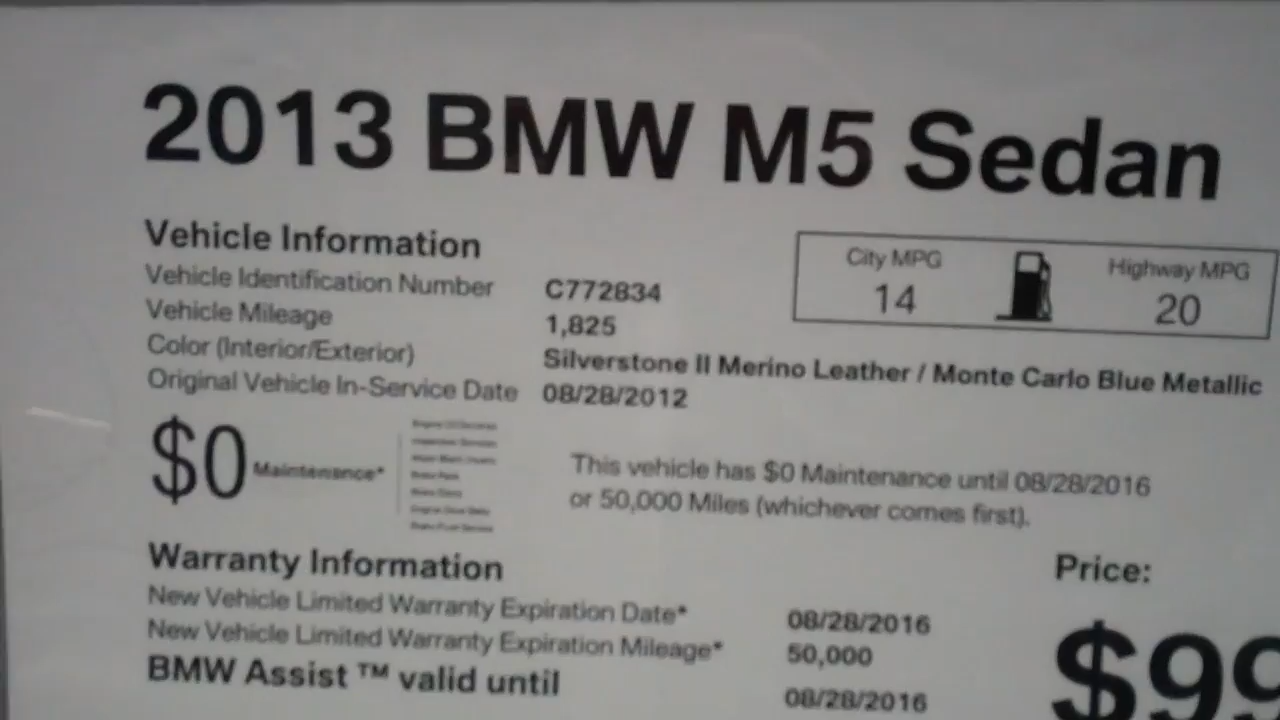 2013 BMW M5 Sedan
Vehicle Information
Vehicle Identification Number C772834
Vehicle Mileage 1,825
Color (Interior/Exterior) Silverstone II Merino Leather / Monte Carlo Blue Metallic
Original Vehicle In-Service Date 08/28/2012
City MPG
14
Highway MPG
20
$0 Maintenance*
This vehicle has $0 Maintenance until 08/28/2016
or 50,000 Miles (whichever comes first).
Warranty Information
New Vehicle Limited Warranty Expiration Date* 08/28/2016
New Vehicle Limited Warranty Expiration Mileage* 50,000
BMW Assist ™ valid until 08/28/2016
Price:
$99